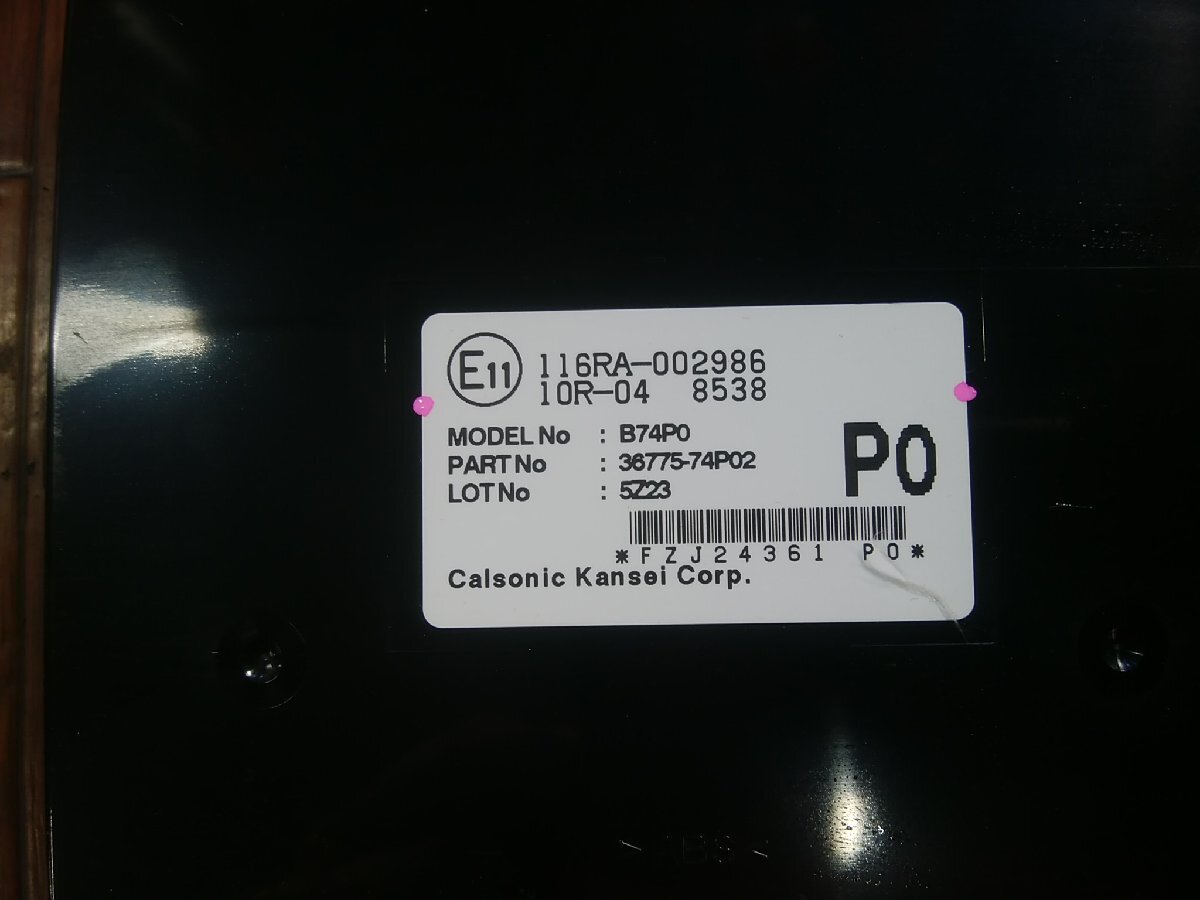 E11 116RA-002986
10R-04 8538
MODEL No : B74P0
PART No : 36775-74P02
LOT No : 5Z23
P0
*FZJ24361 P0*
Calsonic Kansei Corp.